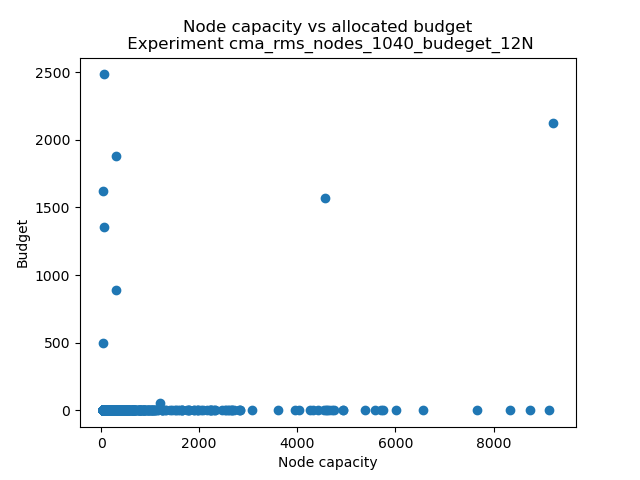 Node capacity vs allocated budget
Experiment cma_rms_nodes_1040_budeget_12N
2500
2000
1500
1000
500
0
Budget
0 2000 4000 6000 8000
Node capacity